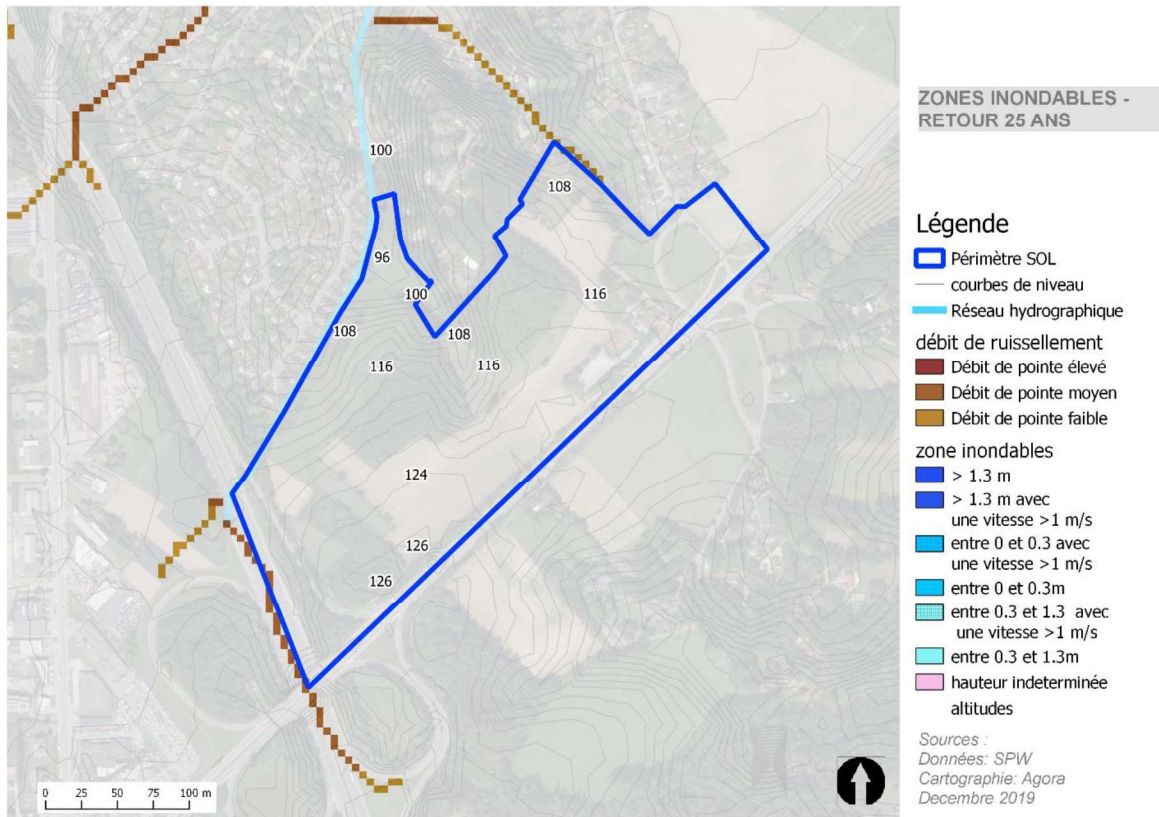 ZONES INONDABLES -
RETOUR 25 ANS
Légende
Périmètre SOL
courbes de niveau
Réseau hydrographique
débit de ruissellement
Débit de pointe élevé
Débit de pointe moyen
Débit de pointe faible
zone inondables
> 1.3 m
> 1.3 m avec
une vitesse >1 m/s
entre 0 et 0.3 avec
une vitesse >1 m/s
entre 0 et 0.3m
entre 0.3 et 1.3 avec
une vitesse >1 m/s
entre 0.3 et 1.3m
hauteur indeterminée
altitudes
Sources :
Données: SPW
Cartographie: Agora
Decembre 2019
100
108
96
100
116
108
108
116
116
124
126
126
0 25 50 75 100 m